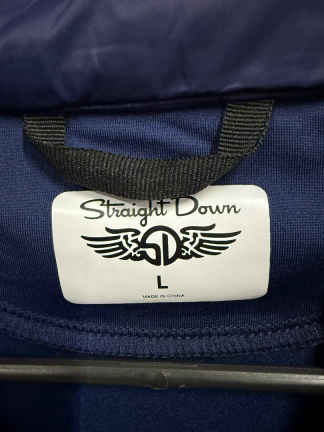 Straight Down
SD
L
MADE IN CHINA